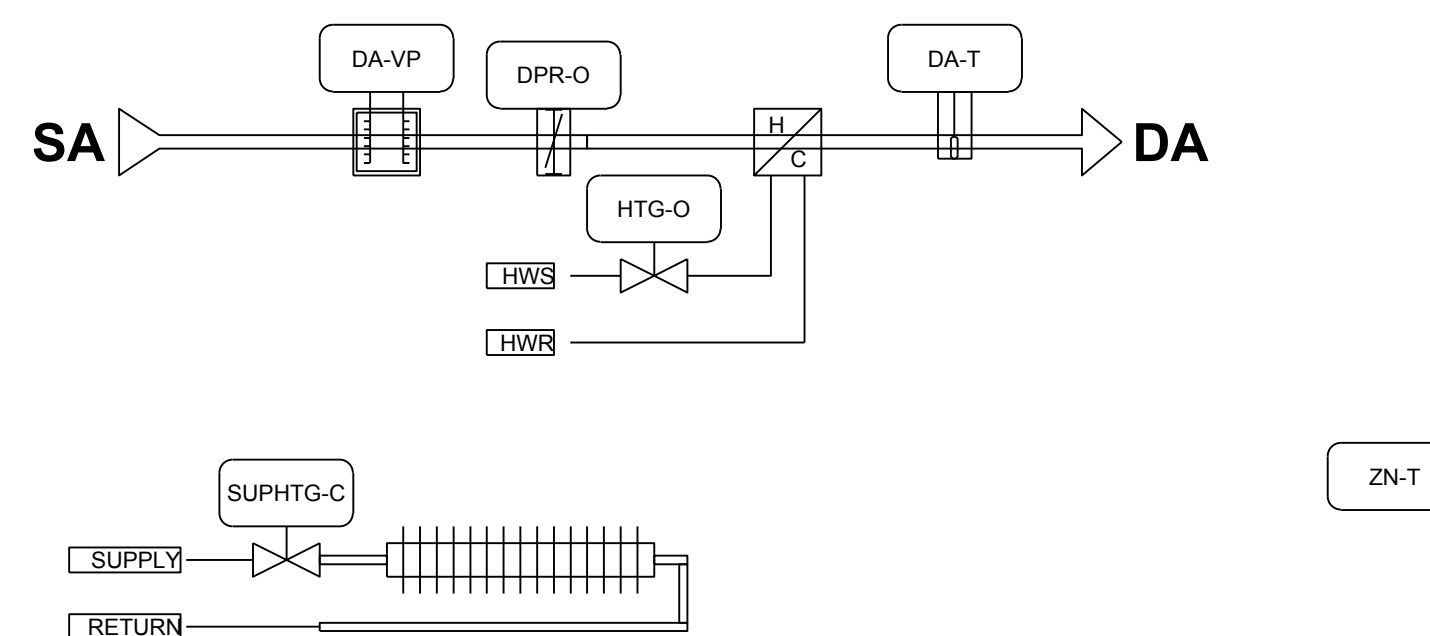 DA-VP
DPR-O
DA-T
SA
H
C
DA
HTG-O
HWS
HWR
ZN-T
SUPHTG-C
SUPPLY
RETURN